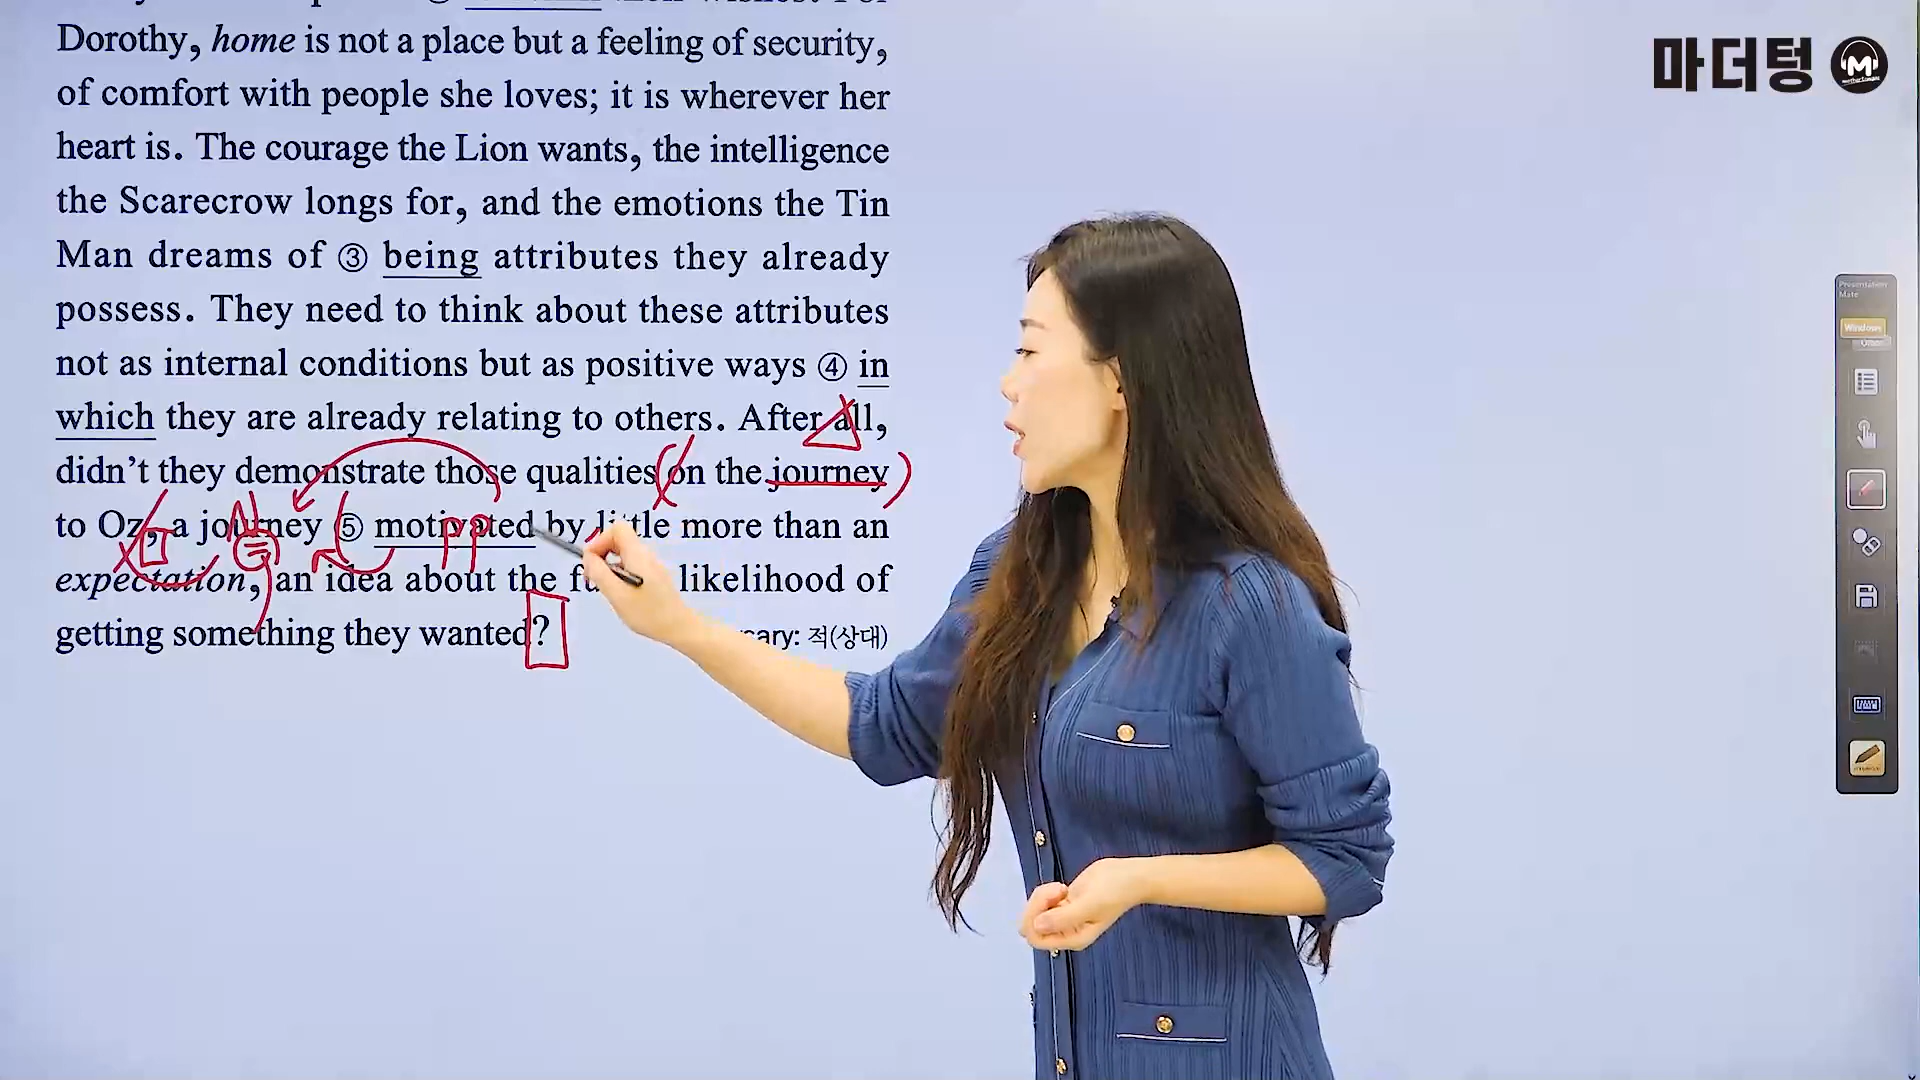 마더텅
M
Dorothy, home is not a place but a feeling of security,
of comfort with people she loves; it is wherever her
heart is. The courage the Lion wants, the intelligence
the Scarecrow longs for, and the emotions the Tin
Man dreams of ③ being attributes they already
possess. They need to think about these attributes
not as internal conditions but as positive ways ④ in
which they are already relating to others. After all,
didn't they demonstrate those qualities on the journey
to Oz, a journey ⑤ motivated by little more than an
expectation, an idea about the likelihood of
getting something they wanted?
적(상대)
N
pp
Presentation
Mate
Windows